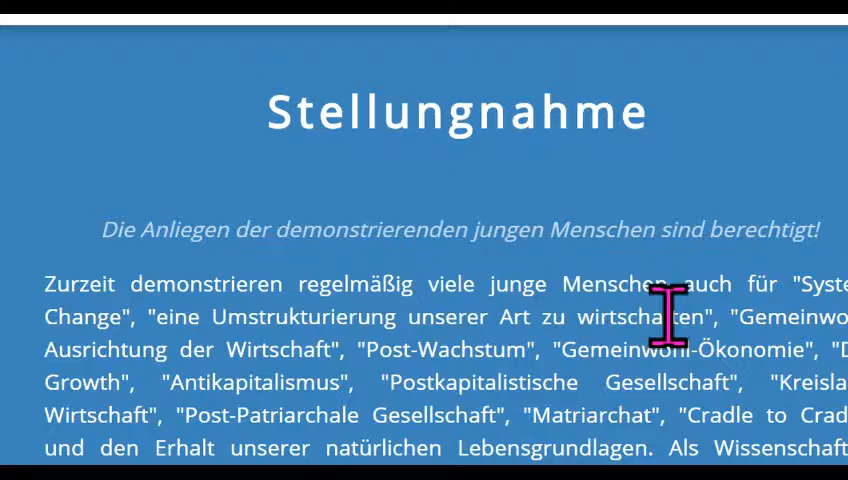 Stellungnahme
Die Anliegen der demonstrierenden jungen Menschen sind berechtigt!
Zurzeit demonstrieren regelmäßig viele junge Menschen auch für "Syste
Change", "eine Umstrukturierung unserer Art zu wirtschaften", "Gemeinwo
Ausrichtung der Wirtschaft", "Post-Wachstum", "Gemeinwohl-Ökonomie", "D
Growth", "Antikapitalismus", "Postkapitalistische Gesellschaft", "Kreisla
Wirtschaft", "Post-Patriarchale Gesellschaft", "Matriarchat", "Cradle to Crad
und den Erhalt unserer natürlichen Lebensgrundlagen. Als Wissenschaft